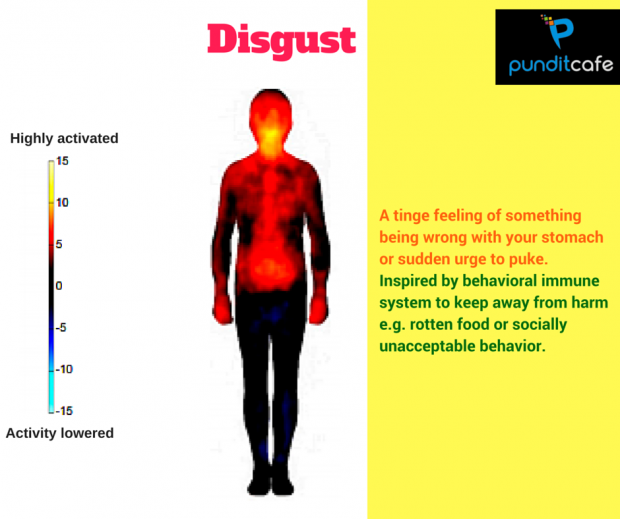 Disgust
punditcafe
Highly activated
15
10
5
0
-5
-10
-15
Activity lowered
A tinge feeling of something
being wrong with your stomach
or sudden urge to puke.
Inspired by behavioral immune
system to keep away from harm
e.g. rotten food or socially
unacceptable behavior.